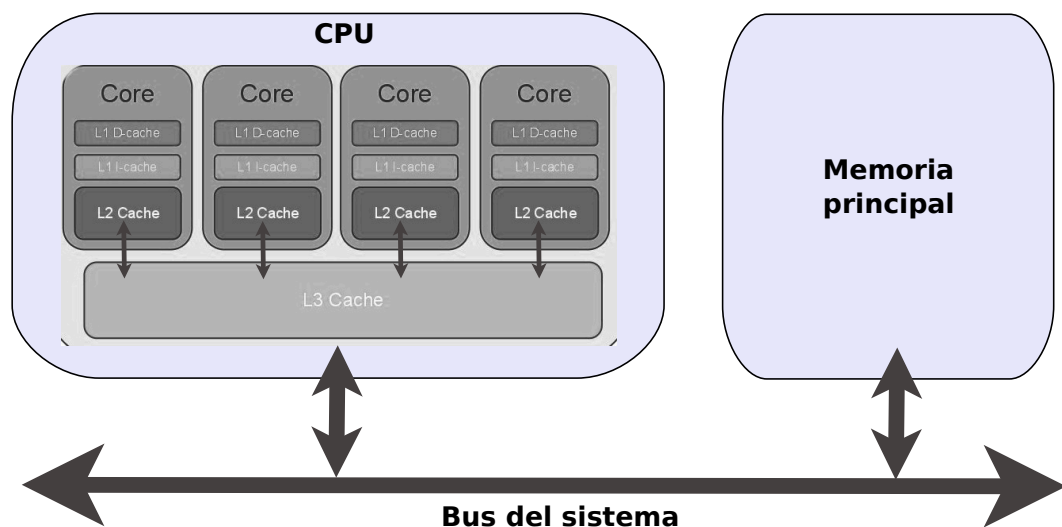 CPU
Core
L1 D-cache
L1 I-cache
L2 Cache
Core
L1 D-cache
L1 I-cache
L2 Cache
Core
L1 D-cache
L1 I-cache
L2 Cache
Core
L1 D-cache
L1 I-cache
L2 Cache
L3 Cache
Memoria
principal
Bus del sistema